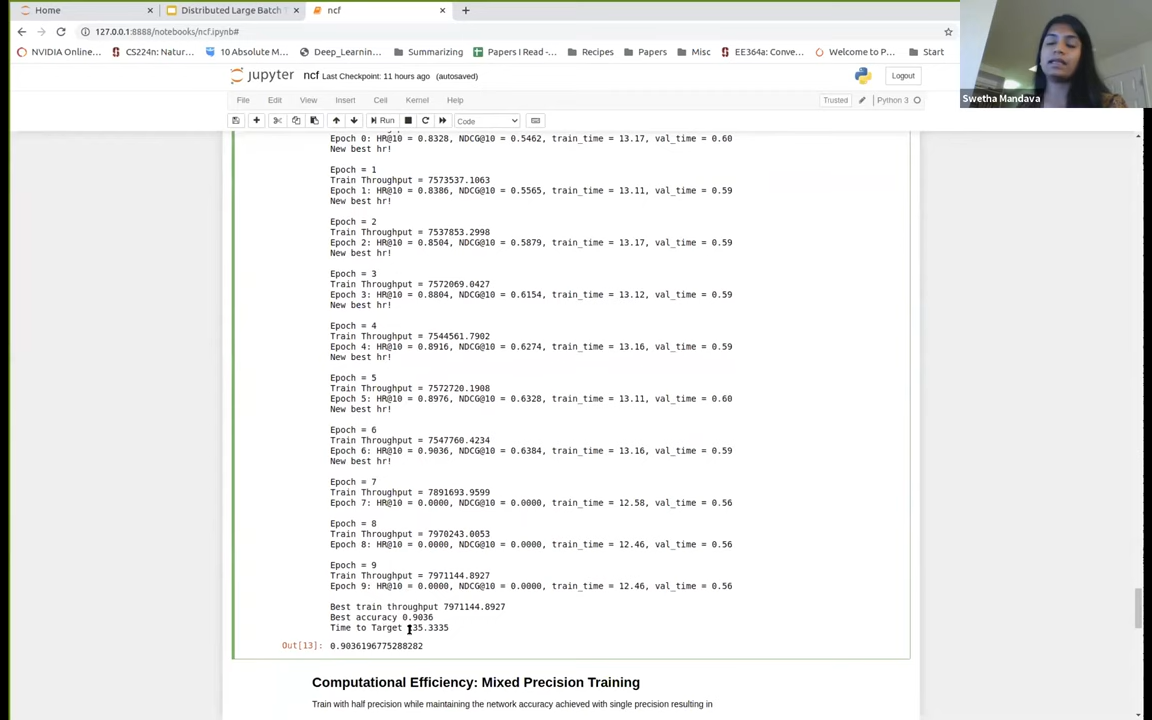 Home
Distributed Large Batch
ncf
127.0.0.1:8888/notebooks/ncf.ipynb#
NVIDIA Online...
CS224n: Natur...
10 Absolute M...
Deep_Learnin...
Summarizing
Papers I Read -...
Recipes
Papers
Misc
EE364a: Conve...
Welcome to P...
Start
Swetha Mandava
jupyter ncf Last Checkpoint: 11 hours ago (autosaved)
Logout
File Edit View Insert Cell Kernel Help
Trusted Python 3
Run Code
Epoch 0: HR@10 = 0.8328, NDCG@10 = 0.5462, train_time = 13.17, val_time = 0.60
New best hr!
Epoch = 1
Train Throughput = 7573537.1063
Epoch 1: HR@10 = 0.8386, NDCG@10 = 0.5565, train_time = 13.11, val_time = 0.59
New best hr!
Epoch = 2
Train Throughput = 7537853.2998
Epoch 2: HR@10 = 0.8504, NDCG@10 = 0.5879, train_time = 13.17, val_time = 0.59
New best hr!
Epoch = 3
Train Throughput = 7572069.0427
Epoch 3: HR@10 = 0.8804, NDCG@10 = 0.6154, train_time = 13.12, val_time = 0.59
New best hr!
Epoch = 4
Train Throughput = 7544561.7902
Epoch 4: HR@10 = 0.8916, NDCG@10 = 0.6274, train_time = 13.16, val_time = 0.59
New best hr!
Epoch = 5
Train Throughput = 7572720.1908
Epoch 5: HR@10 = 0.8976, NDCG@10 = 0.6328, train_time = 13.11, val_time = 0.60
New best hr!
Epoch = 6
Train Throughput = 7547760.4234
Epoch 6: HR@10 = 0.9036, NDCG@10 = 0.6384, train_time = 13.16, val_time = 0.59
New best hr!
Epoch = 7
Train Throughput = 7891693.9599
Epoch 7: HR@10 = 0.0000, NDCG@10 = 0.0000, train_time = 12.58, val_time = 0.56
Epoch = 8
Train Throughput = 7970243.0053
Epoch 8: HR@10 = 0.0000, NDCG@10 = 0.0000, train_time = 12.46, val_time = 0.56
Epoch = 9
Train Throughput = 7971144.8927
Epoch 9: HR@10 = 0.0000, NDCG@10 = 0.0000, train_time = 12.46, val_time = 0.56
Best train throughput 7971144.8927
Best accuracy 0.9036
Time to Target
Out[13]: 0.9036196775288282
Computational Efficiency: Mixed Precision Training
Train with half precision while maintaining the network accuracy achieved with single precision resulting in